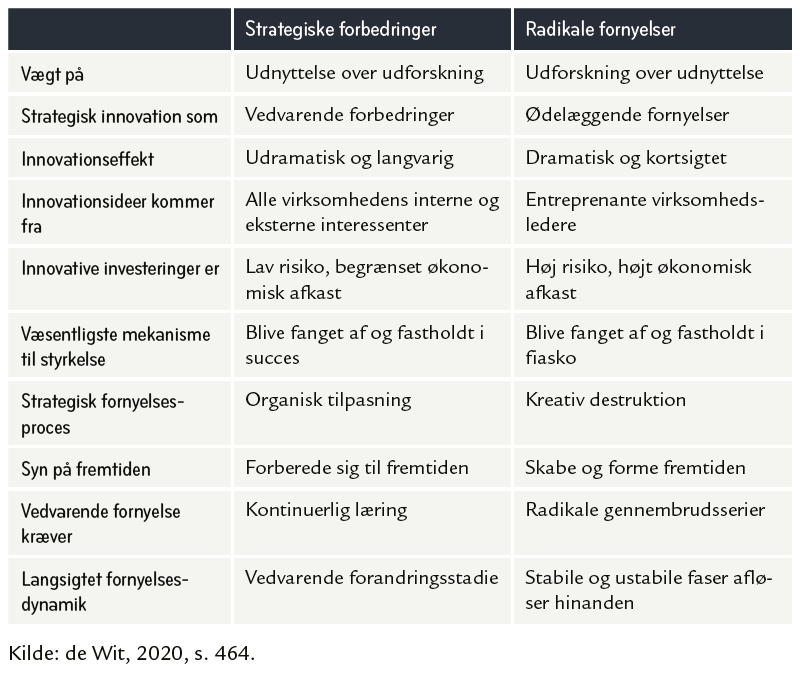 Strategiske forbedringer Radikale fornyelser
Vægt på Udnyttelse over udforskning Udforskning over udnyttelse
Strategisk innovation som Vedvarende forbedringer Ødelæggende fornyelser
Innovationseffekt Udramatisk og langvarig Dramatisk og kortsigtet
Innovationsideer kommer Alle virksomhedens interne og Entreprenante virksomheds-
fra eksterne interessenter ledere
Innovative investeringer er Lav risiko, begrænset økono- Høj risiko, højt økonomisk
misk afkast afkast
Væsentligste mekanisme Blive fanget af og fastholdt i Blive fanget af og fastholdt i
til styrkelse succes fiasko
Strategisk fornyelses- Organisk tilpasning Kreativ destruktion
proces
Syn på fremtiden Forberede sig til fremtiden Skabe og forme fremtiden
Vedvarende fornyelse Kontinuerlig læring Radikale gennembrudsserier
kræver
Langsigtet fornyelses- Vedvarende forandringsstadie Stabile og ustabile faser aflø-
dynamik ser hinanden
Kilde: de Wit, 2020, s. 464.